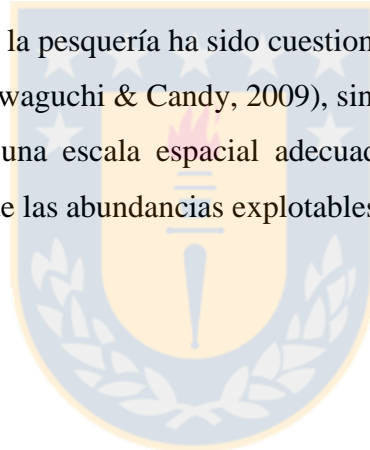 la pesquería ha sido cuestion
waguchi & Candy, 2009), sin
una escala espacial adecuad
e las abundancias explotables